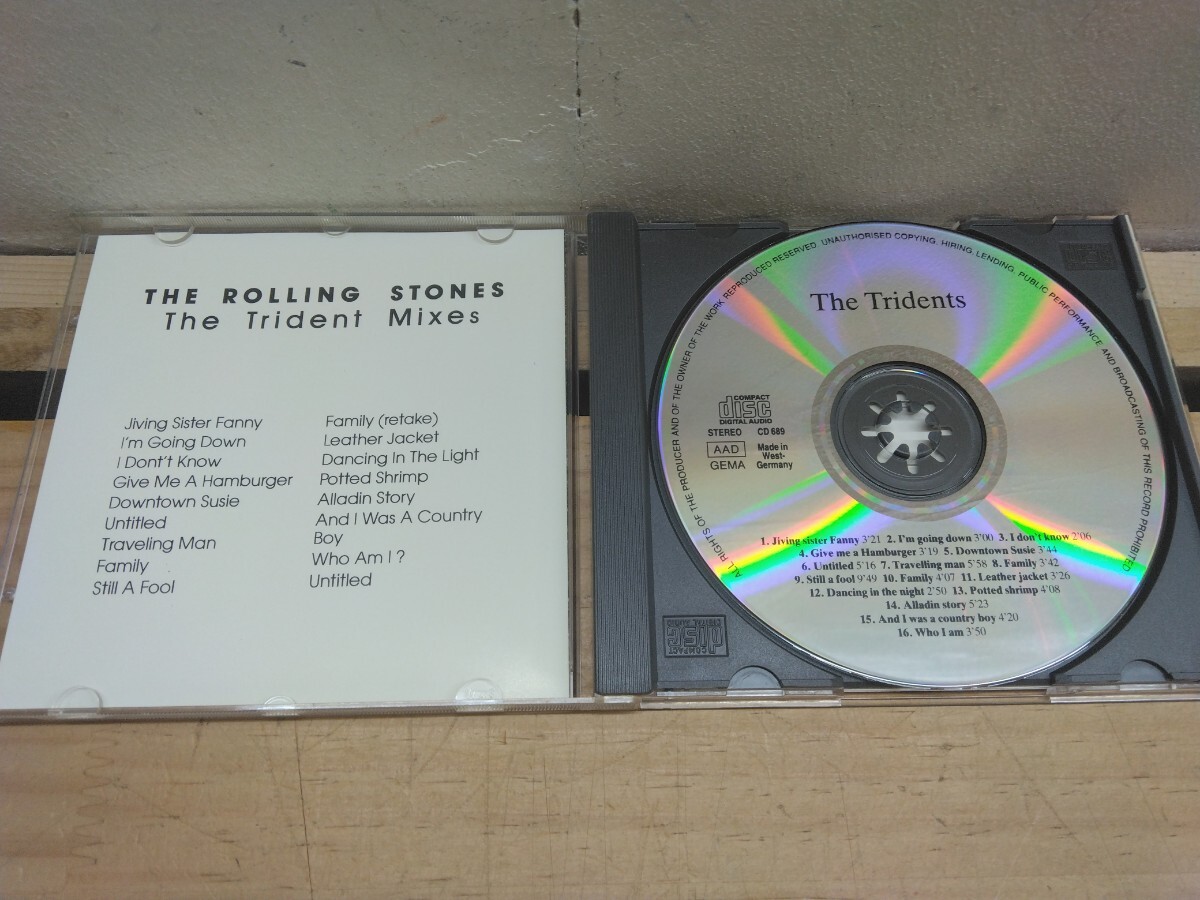 THE ROLLING STONES
The Trident Mixes
Jiving Sister Fanny
I'm Going Down
I Dont't Know
Give Me A Hamburger
Downtown Susie
Untitled
Traveling Man
Family
Still A Fool
Family (retake)
Leather Jacket
Dancing In The Light
Potted Shrimp
Alladin Story
And I Was A Country
Boy
Who Am I ?
Untitled
ALL RIGHTS OF THE PRODUCER AND OF THE OWNER OF THE WORK REPRODUCED RESERVED. UNAUTHORISED COPYING, HIRING, LENDING, PUBLIC PERFORMANCE AND BROADCASTING OF THIS RECORD PROHIBITED
The Tridents
COMPACT
disc
DIGITAL AUDIO
STEREO CD 689
AAD Made in
GEMA West-
Germany
1. Jiving sister Fanny 3'21 2. I'm going down 3'00 3. I don't know 2'06
4. Give me a Hamburger 3'19 5. Downtown Susie 3'44
6. Untitled 5'16 7. Travelling man 5'58 8. Family 3'42
9. Still a fool 9'49 10. Family 4'07 11. Leather jacket 3'26
12. Dancing in the night 2'50 13. Potted shrimp 4'08
14. Alladin story 5'23
15. And I was a country boy 4'20
16. Who I am 3'50
COMPACT
disc
DIGITAL AUDIO